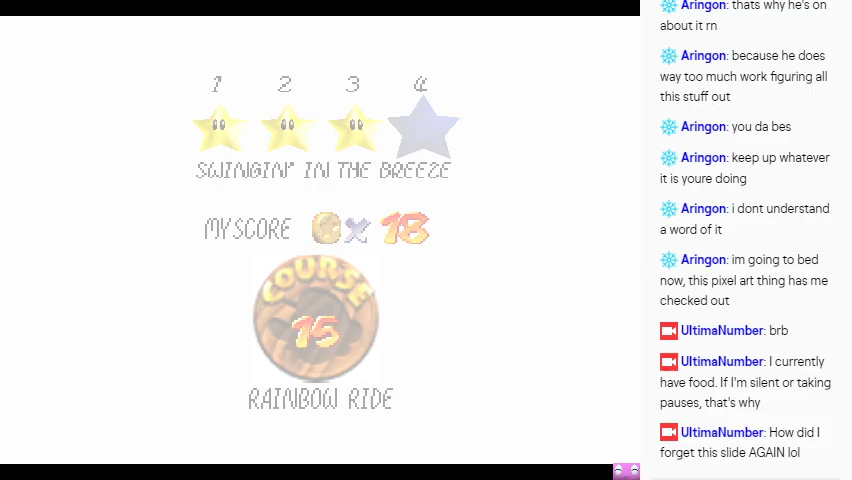 1 2 3 4
SWINGIN' IN THE BREEZE
MY SCORE × 18
COURSE
15
RAINBOW RIDE
Aringon: thats why he's on
about it rn
Aringon: because he does
way too much work figuring all
this stuff out
Aringon: you da bes
Aringon: keep up whatever
it is youre doing
Aringon: i dont understand
a word of it
Aringon: im going to bed
now, this pixel art thing has me
checked out
UltimaNumber: brb
UltimaNumber: I currently
have food. If I'm silent or taking
pauses, that's why
UltimaNumber: How did I
forget this slide AGAIN lol